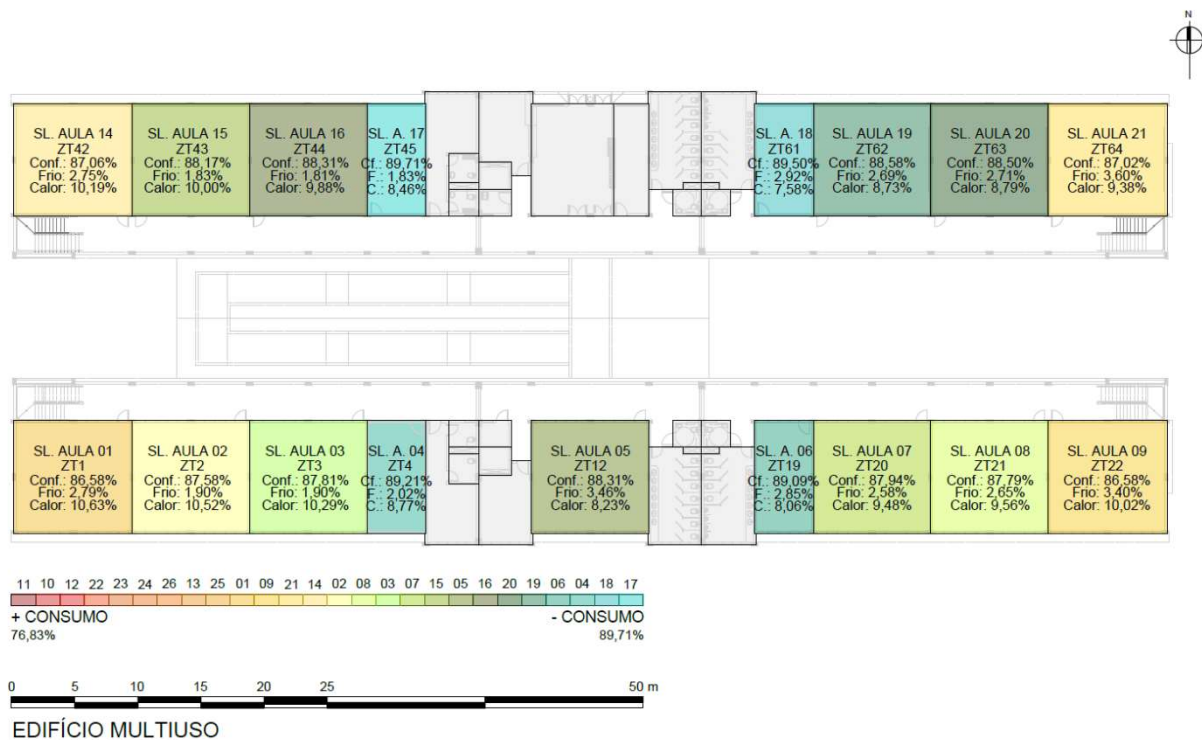 N
SL. AULA 14
ZT42
Conf.: 87,06%
Frio: 2,75%
Calor: 10,19%
SL. AULA 15
ZT43
Conf.: 88,17%
Frio: 1,83%
Calor: 10,00%
SL. AULA 16
ZT44
Conf.: 88,31%
Frio: 1,81%
Calor: 9,88%
SL. A. 17
ZT45
Cf.: 89,71%
F.: 1,83%
C.: 8,46%
SL. A. 18
ZT61
Cf.: 89,50%
F.: 2,92%
C.: 7,58%
SL. AULA 19
ZT62
Conf.: 88,58%
Frio: 2,69%
Calor: 8,73%
SL. AULA 20
ZT63
Conf.: 88,50%
Frio: 2,71%
Calor: 8,79%
SL. AULA 21
ZT64
Conf.: 87,02%
Frio: 3,60%
Calor: 9,38%
SL. AULA 01
ZT1
Conf.: 86,58%
Frio: 2,79%
Calor: 10,63%
SL. AULA 02
ZT2
Conf.: 87,58%
Frio: 1,90%
Calor: 10,52%
SL. AULA 03
ZT3
Conf.: 87,81%
Frio: 1,90%
Calor: 10,29%
SL. A. 04
ZT4
Cf.: 89,21%
F.: 2,02%
C.: 8,77%
SL. AULA 05
ZT12
Conf.: 88,31%
Frio: 3,46%
Calor: 8,23%
SL. A. 06
ZT19
Cf.: 89,09%
F.: 2,85%
C.: 8,06%
SL. AULA 07
ZT20
Conf.: 87,94%
Frio: 2,58%
Calor: 9,48%
SL. AULA 08
ZT21
Conf.: 87,79%
Frio: 2,65%
Calor: 9,56%
SL. AULA 09
ZT22
Conf.: 86,58%
Frio: 3,40%
Calor: 10,02%
11 10 12 22 23 24 26 13 25 01 09 21 14 02 08 03 07 15 05 16 20 19 06 04 18 17
+ CONSUMO - CONSUMO
76,83% 89,71%
0 5 10 15 20 25 50 m
EDIFÍCIO MULTIUSO